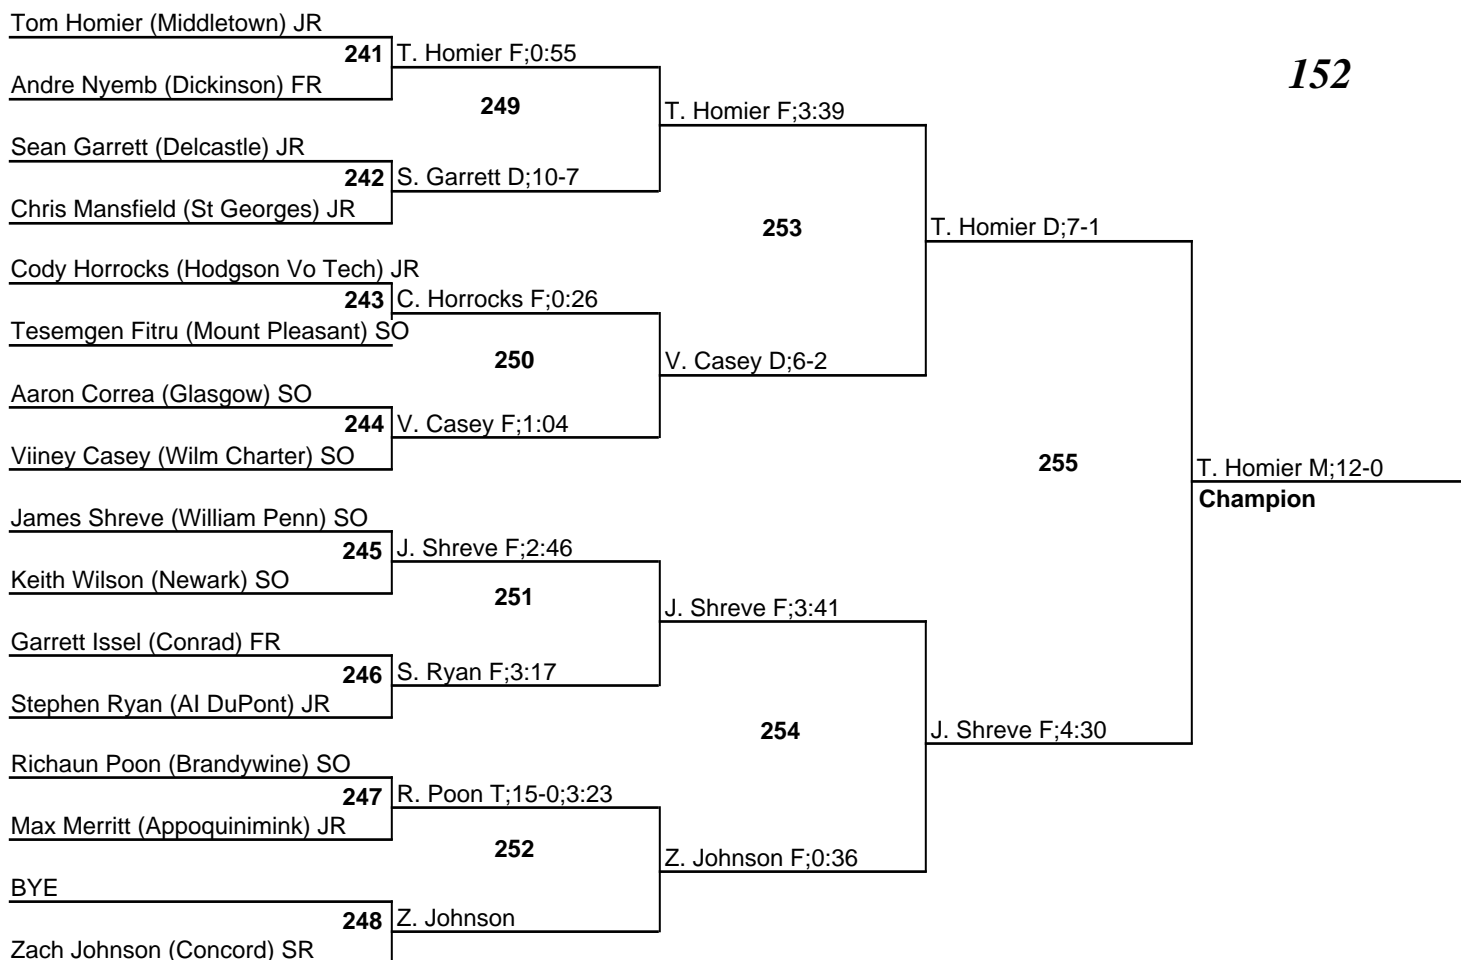 Tom Homier (Middletown) JR
241 T. Homier F;0:55
152
Andre Nyemb (Dickinson) FR
249
T. Homier F;3:39
Sean Garrett (Delcastle) JR
242 S. Garrett D;10-7
Chris Mansfield (St Georges) JR
253
T. Homier D;7-1
Cody Horrocks (Hodgson Vo Tech) JR
243 C. Horrocks F;0:26
Tesemgen Fitru (Mount Pleasant) SO
250
V. Casey D;6-2
Aaron Correa (Glasgow) SO
244 V. Casey F;1:04
Viiney Casey (Wilm Charter) SO
255
T. Homier M;12-0
Champion
James Shreve (William Penn) SO
245 J. Shreve F;2:46
Keith Wilson (Newark) SO
251
J. Shreve F;3:41
Garrett Issel (Conrad) FR
246 S. Ryan F;3:17
Stephen Ryan (AI DuPont) JR
254
J. Shreve F;4:30
Richaun Poon (Brandywine) SO
247 R. Poon T;15-0;3:23
Max Merritt (Appoquinimink) JR
252
Z. Johnson F;0:36
BYE
248 Z. Johnson
Zach Johnson (Concord) SR